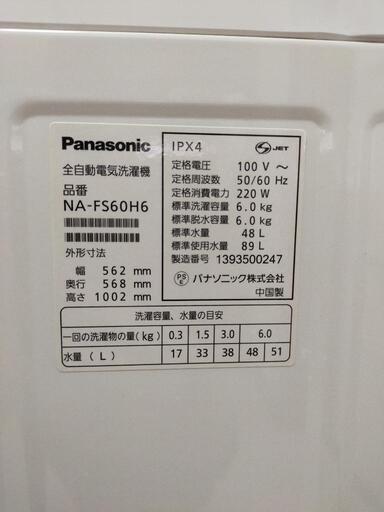 Panasonic
全自動電気洗濯機
品番
NA-FS60H6
外形寸法
幅 562 mm
奥行 568 mm
高さ 1002 mm
IPX4
S JET
定格電圧 100 V ～
定格周波数 50/60 Hz
定格消費電力 220 W
標準洗濯容量 6.0 kg
標準脱水容量 6.0 kg
標準水量 48 L
標準使用水量 89 L
製造番号 1393500247
PS E パナソニック株式会社
中国製
洗濯容量、水量の目安
一回の洗濯物の量(kg) 0.3 1.5 3.0 6.0
水量 ( L ) 17 33 38 48 51